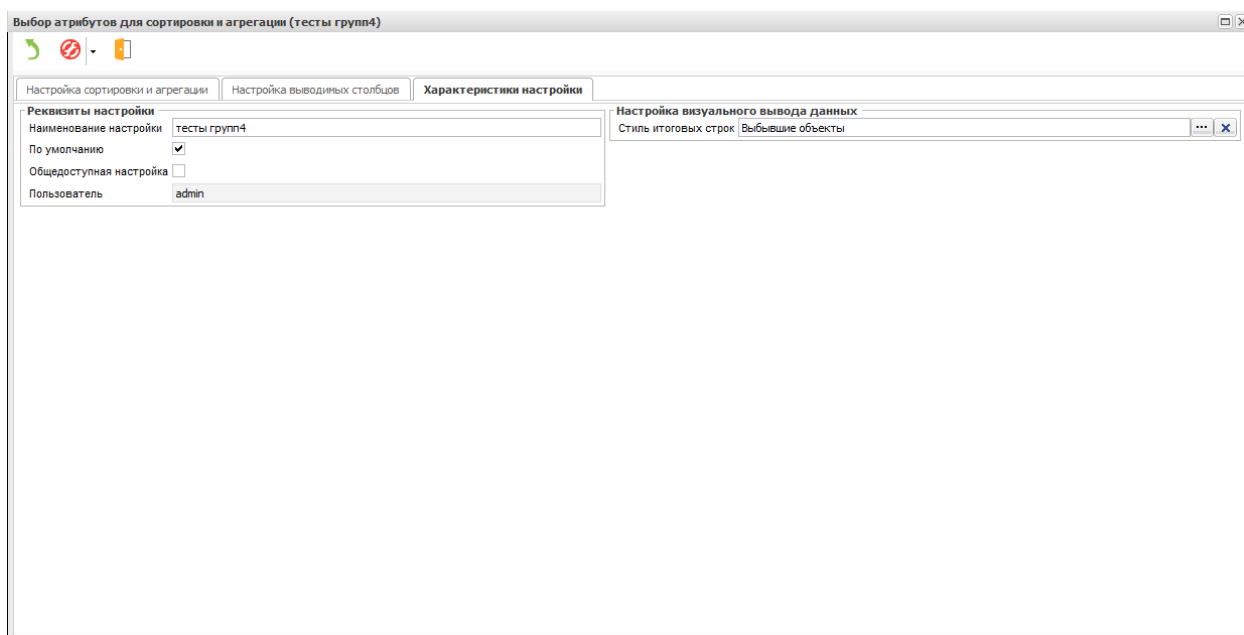 Выбор атрибутов для сортировки и агрегации (тесты групп4)
Настройка сортировки и агрегации
Настройка выводимых столбцов
Характеристики настройки
Реквизиты настройки
Наименование настройки тесты групп4
По умолчанию
Общедоступная настройка
Пользователь admin
Настройка визуального вывода данных
Стиль итоговых строк Выбывшие объекты